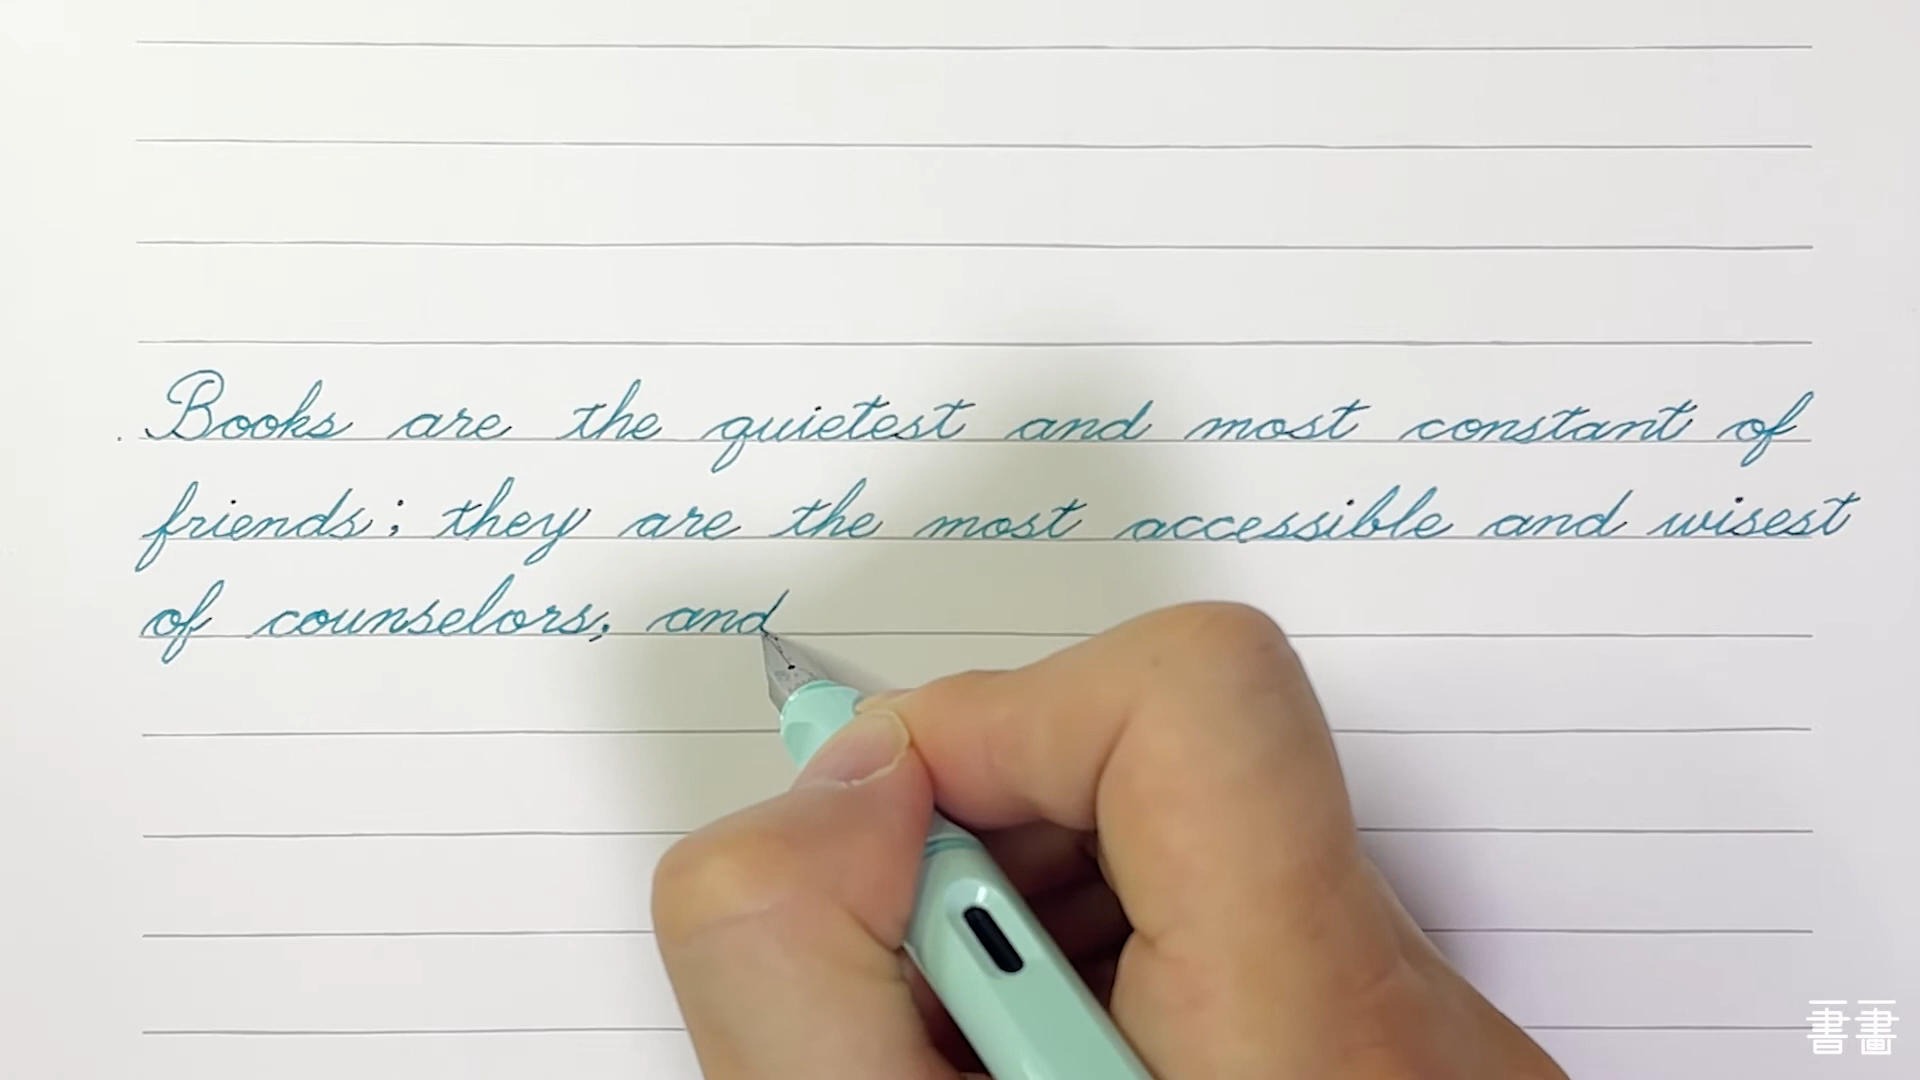 Books are the quietest and most constant of
friends; they are the most accessible and wisest
of counselors, and
書畫